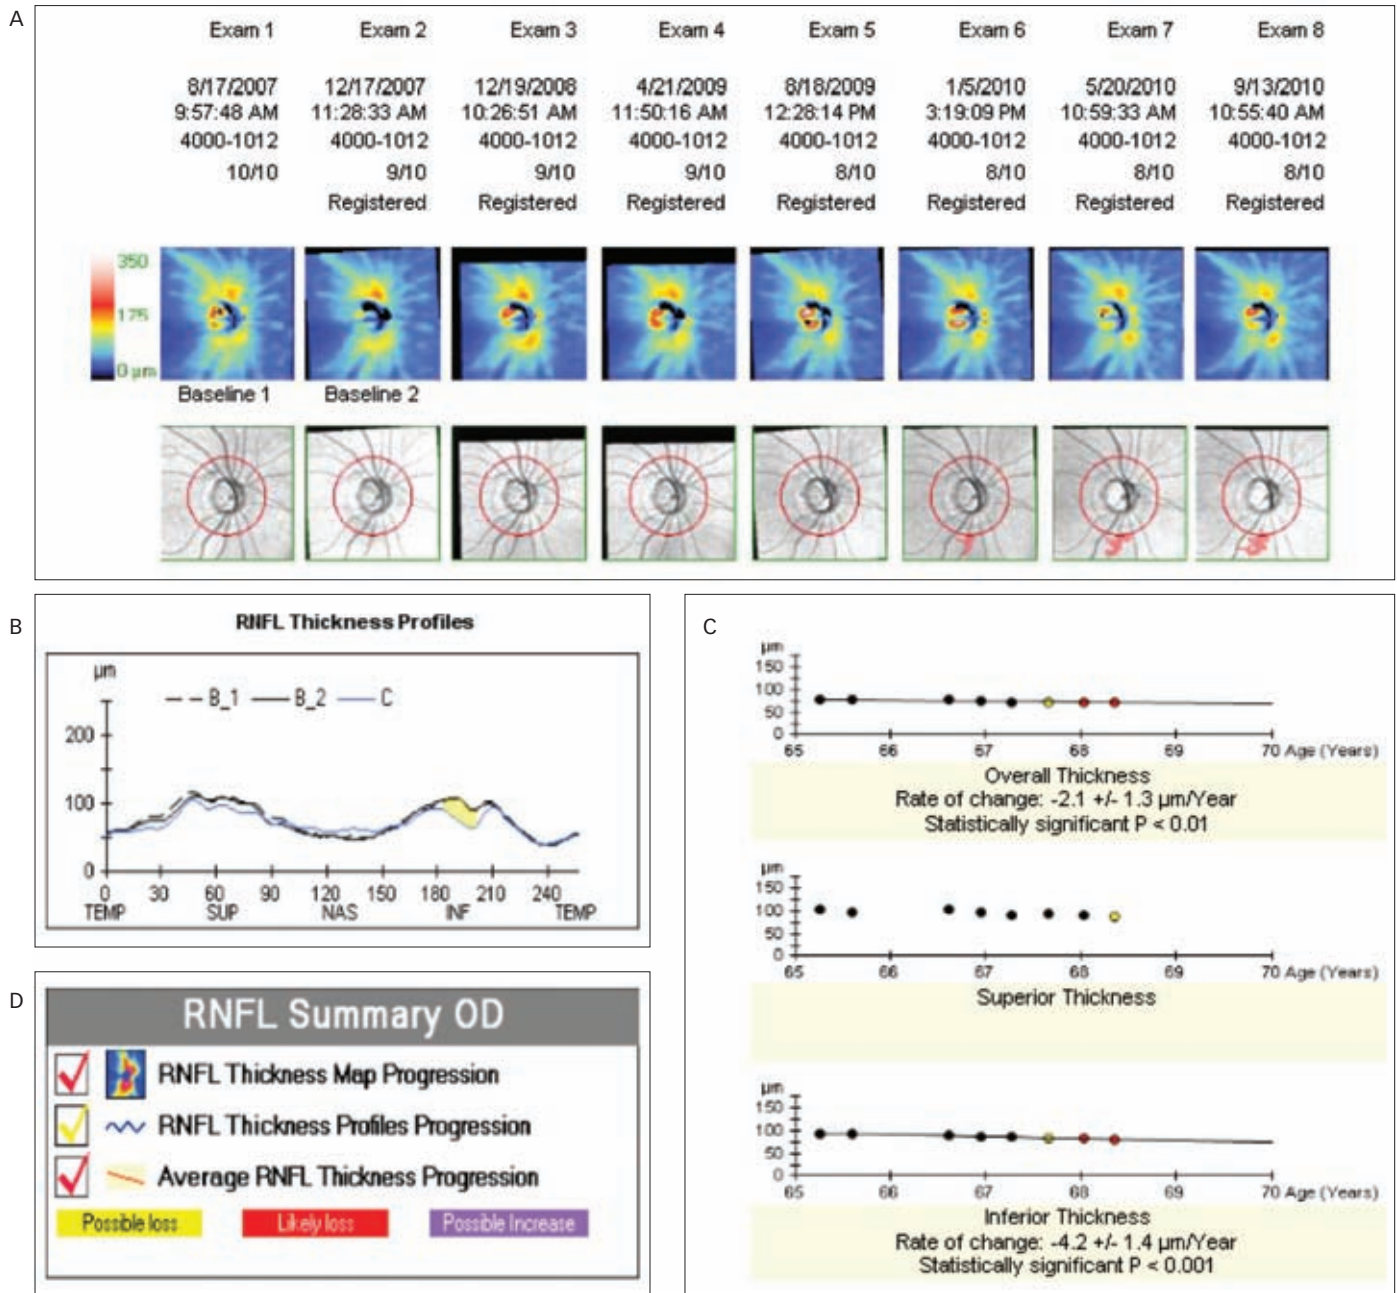 A
Exam 1 Exam 2 Exam 3 Exam 4 Exam 5 Exam 6 Exam 7 Exam 8
8/17/2007 12/17/2007 12/19/2008 4/21/2009 8/18/2009 1/5/2010 5/20/2010 9/13/2010
9:57:48 AM 11:28:33 AM 10:26:51 AM 11:50:16 AM 12:28:14 PM 3:19:09 PM 10:59:33 AM 10:55:40 AM
4000-1012 4000-1012 4000-1012 4000-1012 4000-1012 4000-1012 4000-1012 4000-1012
10/10 9/10 9/10 9/10 8/10 8/10 8/10 8/10
Registered Registered Registered Registered Registered Registered Registered
350
175
0 µm
Baseline 1 Baseline 2
B
RNFL Thickness Profiles
µm
B_1 B_2 C
200
100
0
0 30 60 90 120 150 180 210 240
TEMP SUP NAS INF TEMP
C
µm
150
100
50
0
65 66 67 68 69 70 Age (Years)
Overall Thickness
Rate of change: -2.1 +/- 1.3 µm/Year
Statistically significant P < 0.01
µm
150
100
50
0
65 66 67 68 69 70 Age (Years)
Superior Thickness
µm
150
100
50
0
65 66 67 68 69 70 Age (Years)
Inferior Thickness
Rate of change: -4.2 +/- 1.4 µm/Year
Statistically significant P < 0.001
D
RNFL Summary OD
RNFL Thickness Map Progression
RNFL Thickness Profiles Progression
Average RNFL Thickness Progression
Possible loss Likely loss Possible Increase